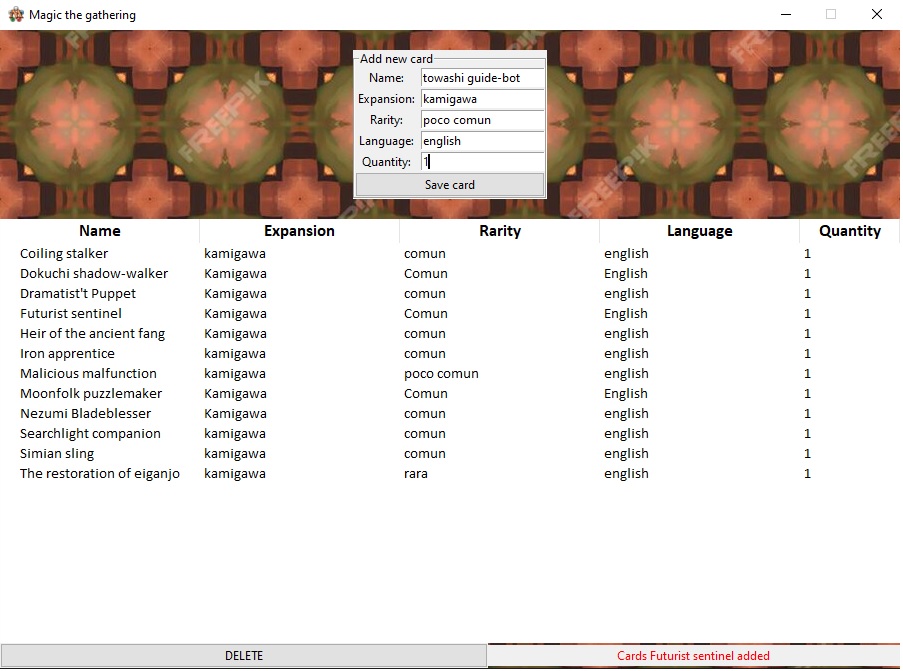 Magic the gathering
Add new card
Name: towashi guide-bot
Expansion: kamigawa
Rarity: poco comun
Language: english
Quantity: 1
Save card
FREEPIK
FREEPIK
FREEPIK
Name Expansion Rarity Language Quantity
Coiling stalker kamigawa comun english 1
Dokuchi shadow-walker Kamigawa Comun English 1
Dramatist't Puppet Kamigawa comun english 1
Futurist sentinel Kamigawa Comun English 1
Heir of the ancient fang Kamigawa comun english 1
Iron apprentice kamigawa comun english 1
Malicious malfunction kamigawa poco comun english 1
Moonfolk puzzlemaker Kamigawa Comun English 1
Nezumi Bladeblesser Kamigawa comun english 1
Searchlight companion kamigawa comun english 1
Simian sling kamigawa comun english 1
The restoration of eiganjo kamigawa rara english 1
DELETE
Cards Futurist sentinel added